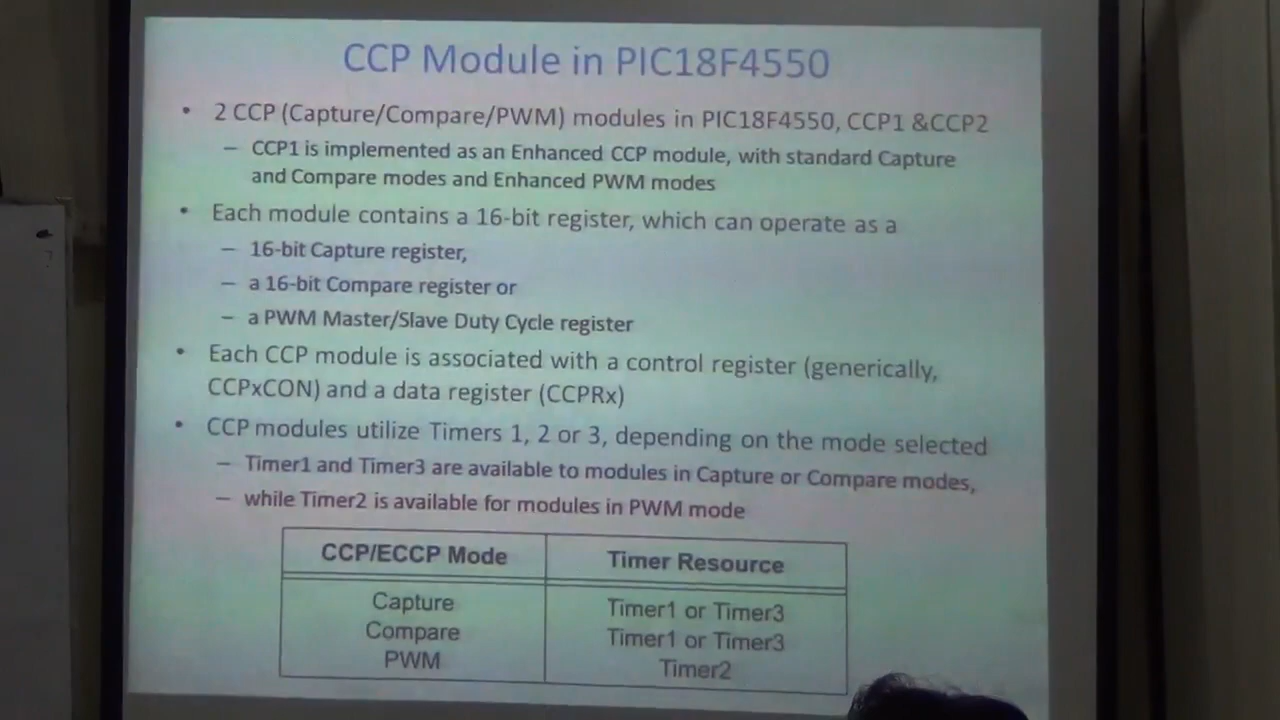 CCP Module in PIC18F4550
• 2 CCP (Capture/Compare/PWM) modules in PIC18F4550, CCP1 &CCP2
– CCP1 is implemented as an Enhanced CCP module, with standard Capture
and Compare modes and Enhanced PWM modes
• Each module contains a 16-bit register, which can operate as a
– 16-bit Capture register,
– a 16-bit Compare register or
– a PWM Master/Slave Duty Cycle register
• Each CCP module is associated with a control register (generically,
CCPxCON) and a data register (CCPRx)
• CCP modules utilize Timers 1, 2 or 3, depending on the mode selected
– Timer1 and Timer3 are available to modules in Capture or Compare modes,
– while Timer2 is available for modules in PWM mode
CCP/ECCP Mode Timer Resource
Capture Timer1 or Timer3
Compare Timer1 or Timer3
PWM Timer2